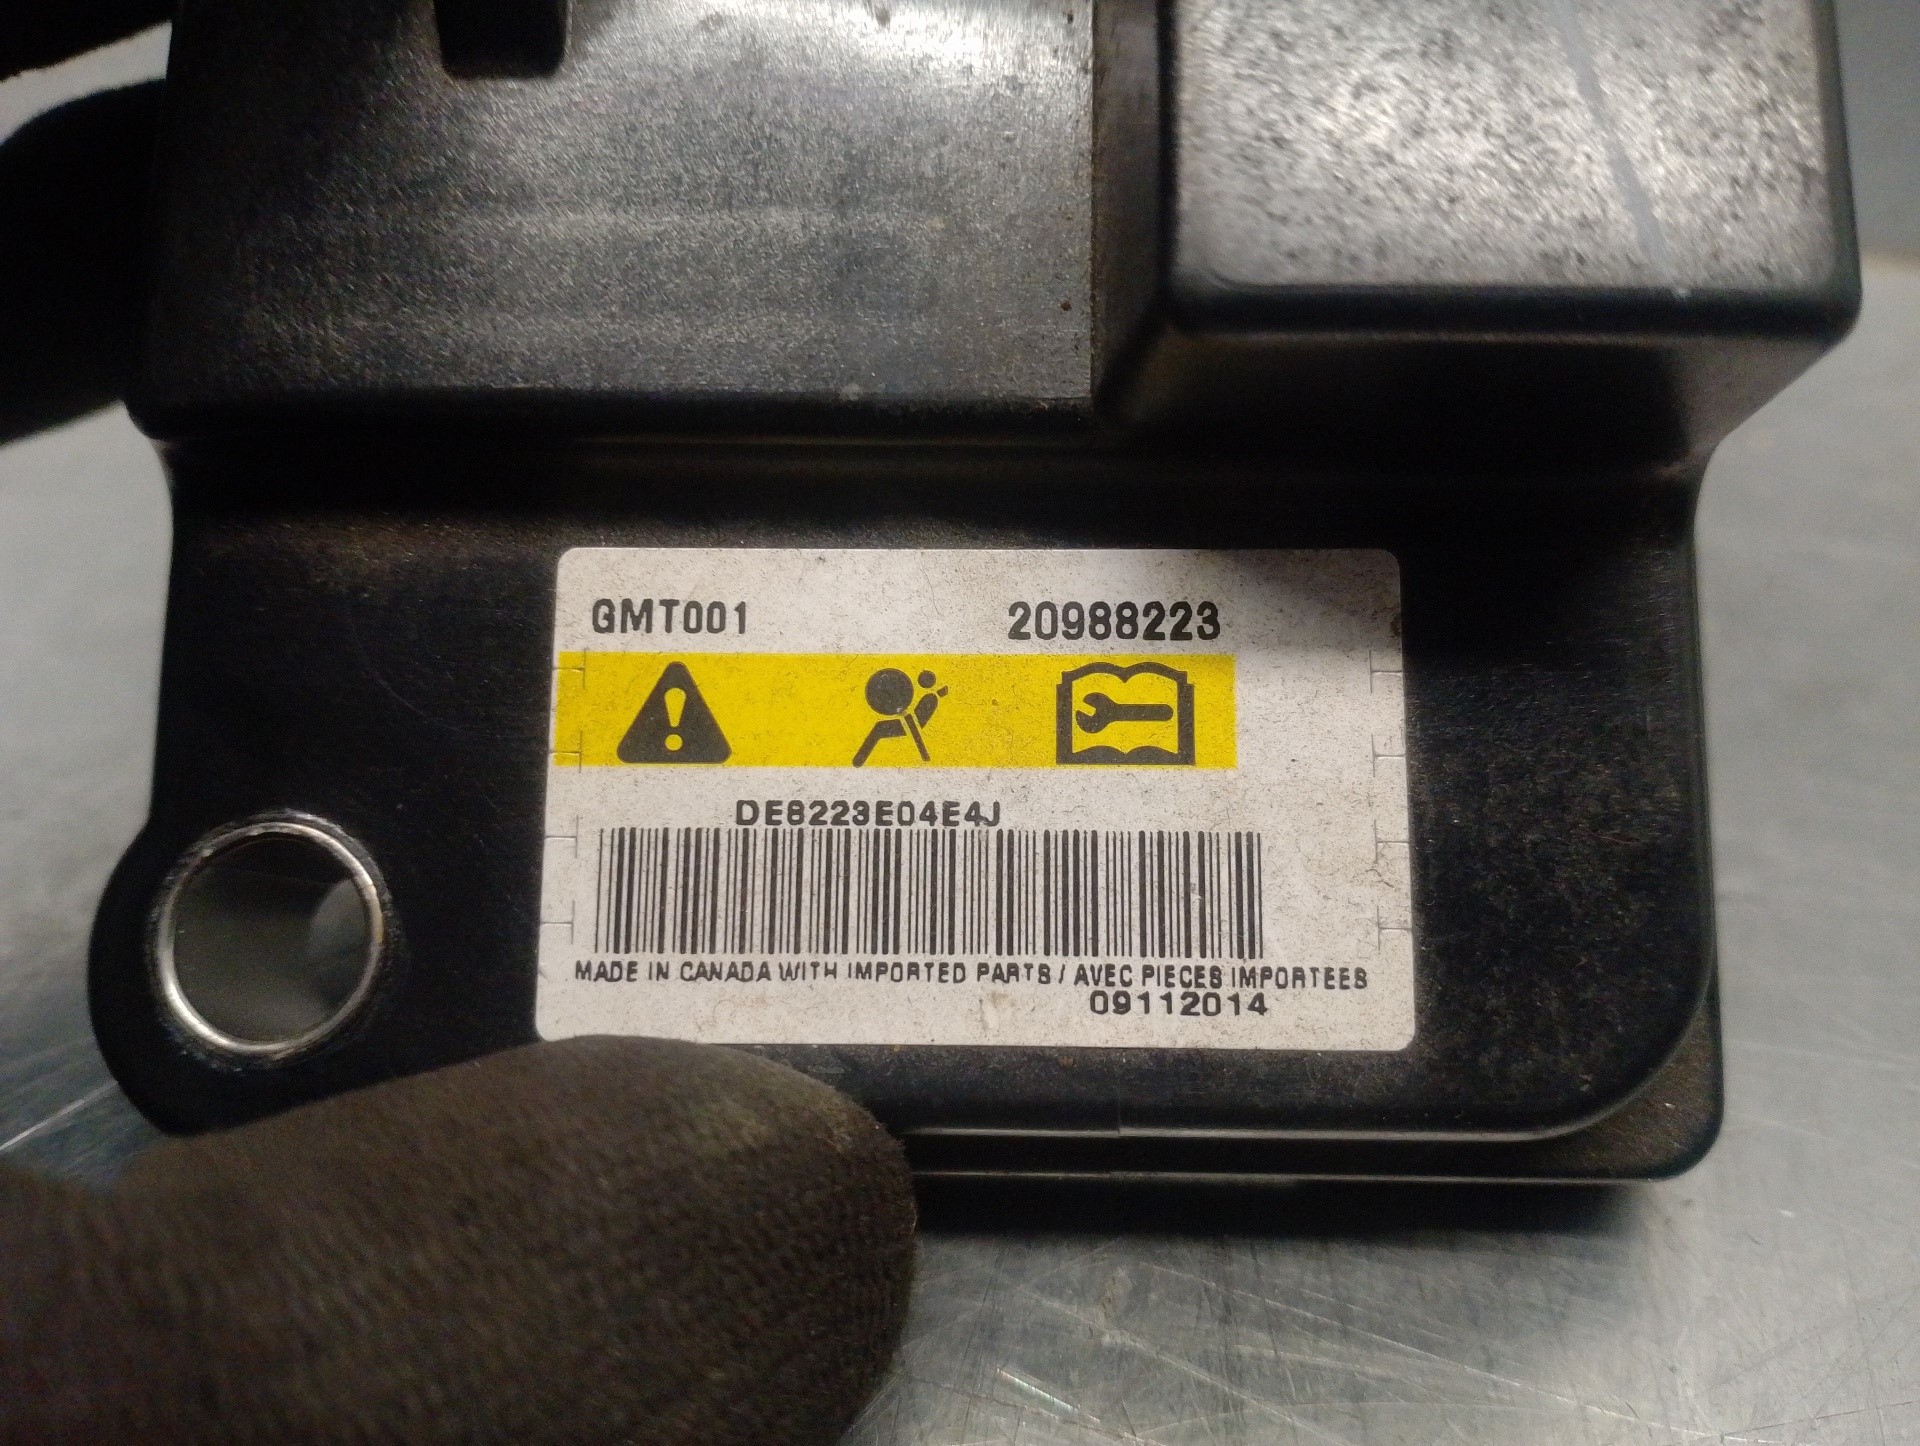 GMT001 20988223
DE8223E04E4J
MADE IN CANADA WITH IMPORTED PARTS / AVEC PIECES IMPORTEES
09112014